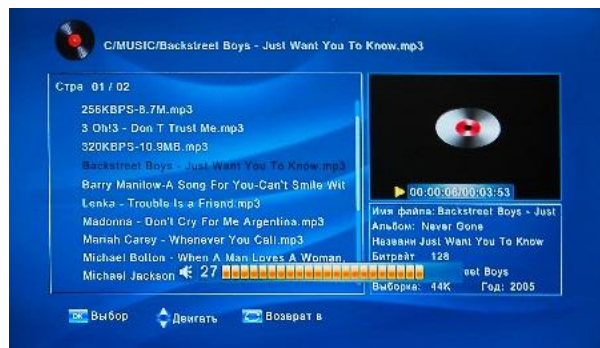 C/MUSIC/Backstreet Boys - Just Want You To Know.mp3
Стра 01 / 02
256KBPS-8.7M.mp3
3 Oh!3 - Don T Trust Me.mp3
320KBPS-10.9MB.mp3
Backstreet Boys - Just Want You To Know.mp3
Barry Manilow-A Song For You-Can't Smile Wit
Lenka - Trouble Is a Friend.mp3
Madonna - Don't Cry For Me Argentina.mp3
Mariah Carey - Whenever You Call.mp3
Michael Bolton - When A Man Loves A Woman.
Michael Jackson
27
00:00:06/00:03:53
Имя файла: Backstreet Boys - Just
Альбом: Never Gone
Названи Just Want You To Know
Битрейт 128
eet Boys
Выборка: 44K Год: 2005
OK Выбор Двигать Возврат в